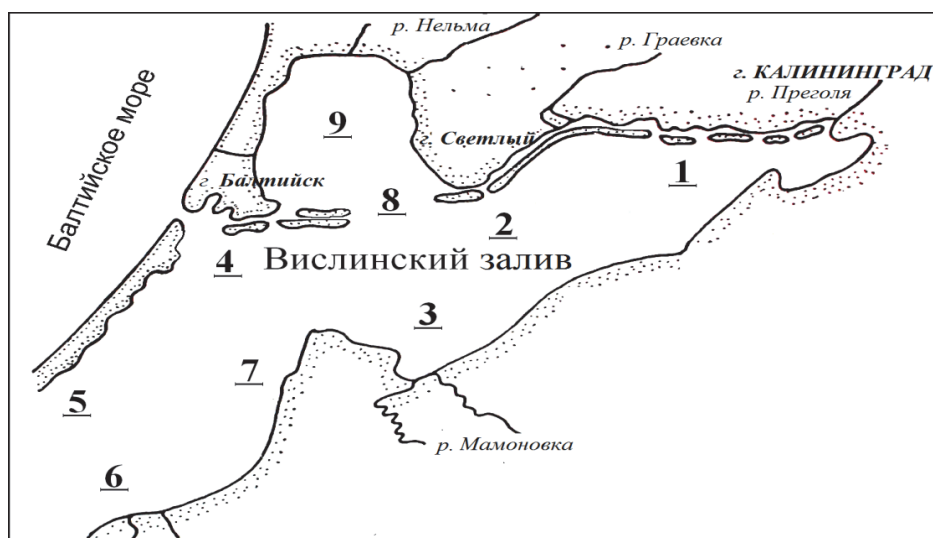 р. Нельма
р. Граевка
г. КАЛИНИНГРАД
р. Преголя
Балтийское море
9
г. Светлый
1
г. Балтийск
8
2
4
Вислинский залив
3
7
5
р. Мамоновка
6